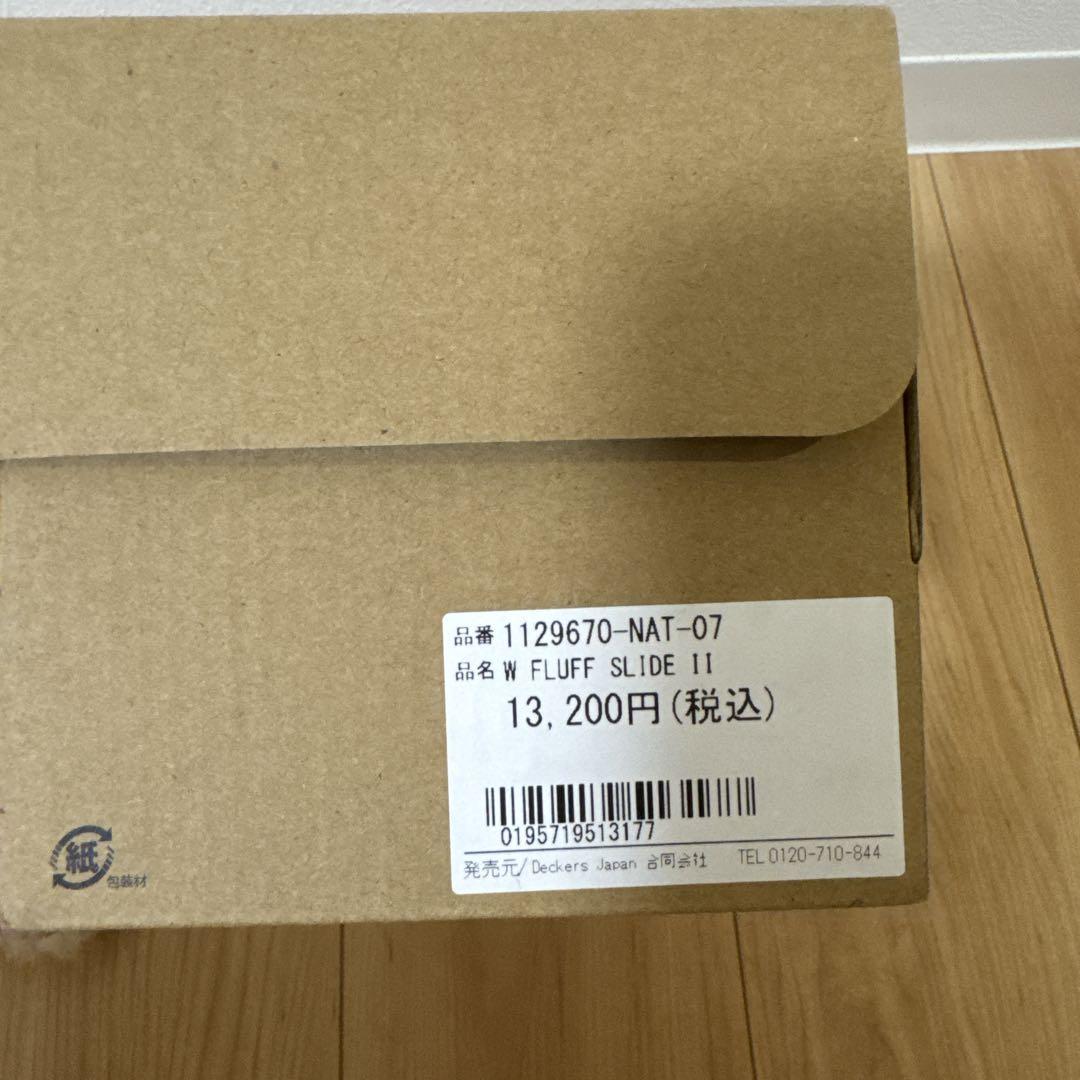 品番 1129670-NAT-07
品名 W FLUFF SLIDE II
13,200円(税込)
0195719513177
発売元/Deckers Japan 合同会社 TEL 0120-710-844
紙
包装材